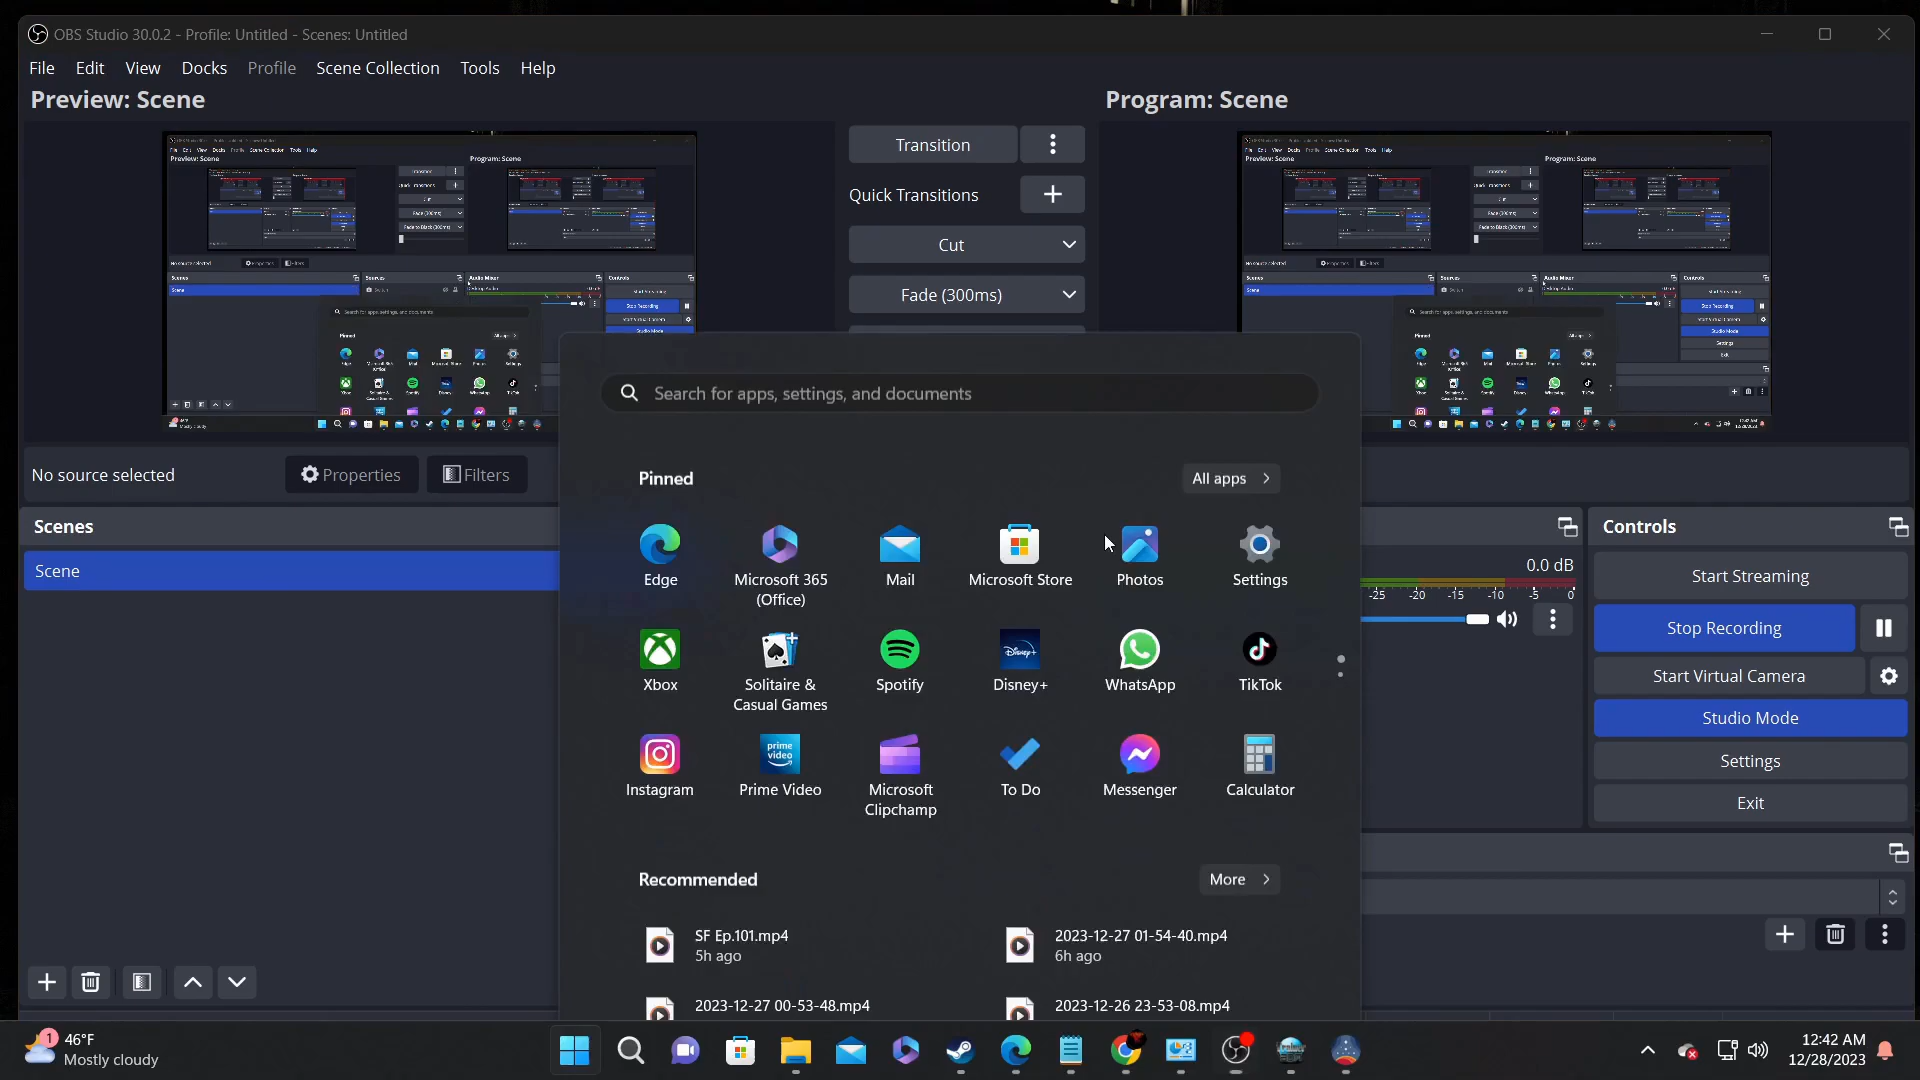 OBS Studio 30.0.2 - Profile: Untitled - Scenes: Untitled
File Edit View Docks Profile Scene Collection Tools Help
Preview: Scene
Program: Scene
Transition
Quick Transitions
Cut
Fade (300ms)
Search for apps, settings, and documents
No source selected
Properties
Filters
Pinned
All apps
Edge
Microsoft 365
(Office)
Mail
Microsoft Store
Photos
Settings
Xbox
Solitaire &
Casual Games
Spotify
Disney+
WhatsApp
TikTok
Instagram
prime
video
Prime Video
Microsoft
Clipchamp
To Do
Messenger
Calculator
Recommended
More
SF Ep.101.mp4
5h ago
2023-12-27 01-54-40.mp4
6h ago
2023-12-27 00-53-48.mp4
2023-12-26 23-53-08.mp4
Scenes
Scene
0.0 dB
-25 -20 -15 -10 -5 0
Controls
Start Streaming
Stop Recording
Start Virtual Camera
Studio Mode
Settings
Exit
1
46°F
Mostly cloudy
12:42 AM
12/28/2023